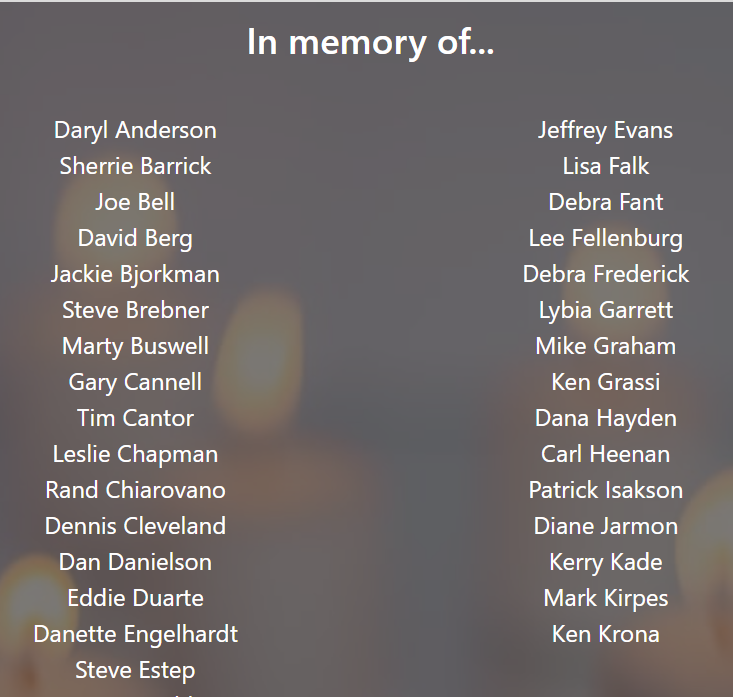 In memory of...
Daryl Anderson
Sherrie Barrick
Joe Bell
David Berg
Jackie Bjorkman
Steve Brebner
Marty Buswell
Gary Cannell
Tim Cantor
Leslie Chapman
Rand Chiarovano
Dennis Cleveland
Dan Danielson
Eddie Duarte
Danette Engelhardt
Steve Estep
Jeffrey Evans
Lisa Falk
Debra Fant
Lee Fellenburg
Debra Frederick
Lybia Garrett
Mike Graham
Ken Grassi
Dana Hayden
Carl Heenan
Patrick Isakson
Diane Jarmon
Kerry Kade
Mark Kirpes
Ken Krona